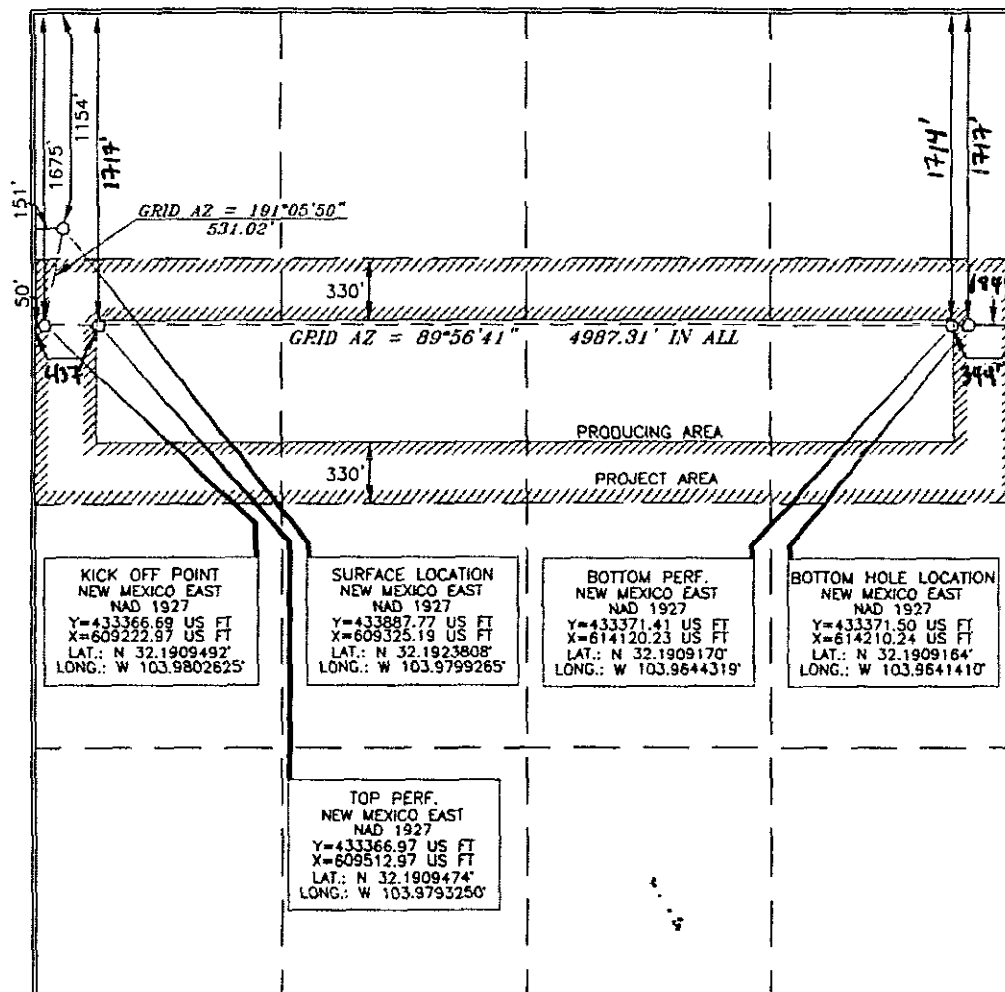 1154'
1675'
1717'
1714'
1717'
151'
GRID AZ = 191°05'50"
531.02'
50'
330'
184
GRID AZ = 89°56'41" 4987.31' IN ALL
437
344'
PRODUCING AREA
330'
PROJECT AREA
KICK OFF POINT
NEW MEXICO EAST
NAD 1927
Y=433366.69 US FT
X=609222.97 US FT
LAT.: N 32.1909492°
LONG.: W 103.9802625°
SURFACE LOCATION
NEW MEXICO EAST
NAD 1927
Y=433887.77 US FT
X=609325.19 US FT
LAT.: N 32.1923808°
LONG.: W 103.9799265°
BOTTOM PERF.
NEW MEXICO EAST
NAD 1927
Y=433371.41 US FT
X=614120.23 US FT
LAT.: N 32.1909170°
LONG.: W 103.9644319°
BOTTOM HOLE LOCATION
NEW MEXICO EAST
NAD 1927
Y=433371.50 US FT
X=614210.24 US FT
LAT.: N 32.1909164°
LONG.: W 103.9641410°
TOP PERF.
NEW MEXICO EAST
NAD 1927
Y=433366.97 US FT
X=609512.97 US FT
LAT.: N 32.1909474°
LONG.: W 103.9793250°